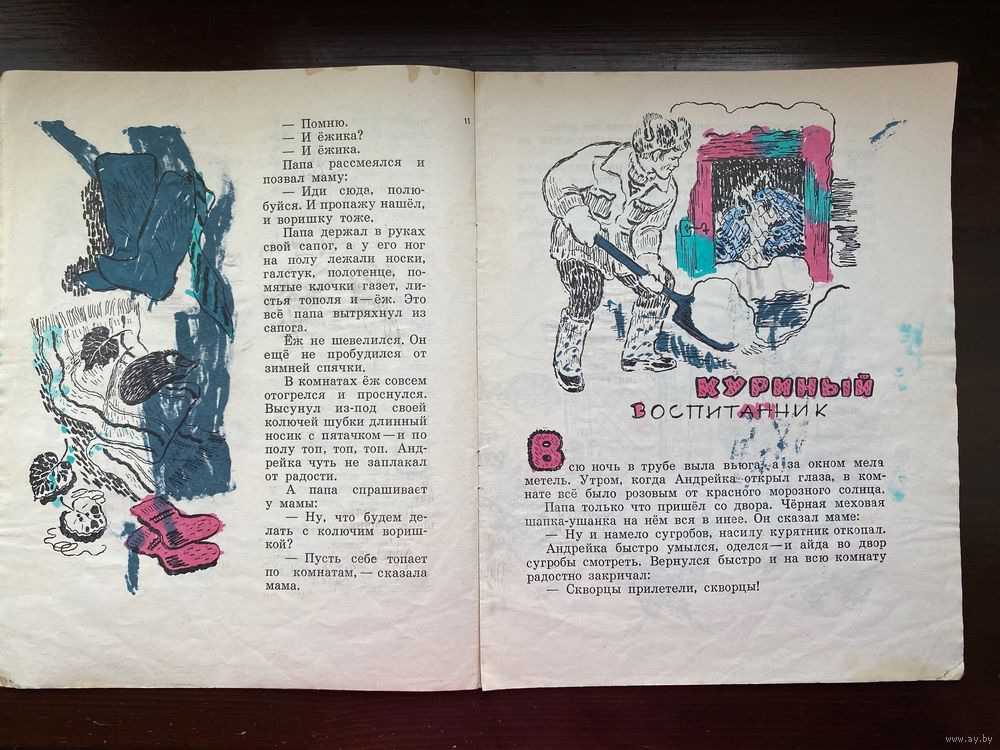 — Помню.
— И ёжика?
— И ёжика.
Папа рассмеялся и
позвал маму:
— Иди сюда, полю-
буйся. И пропажу нашёл,
и воришку тоже.
Папа держал в руках
свой сапог, а у его ног
на полу лежали носки,
галстук, полотенце, по-
мятые клочки газет, ли-
стья тополя и — ёж. Это
всё папа вытряхнул из
сапога.
Ёж не шевелился. Он
ещё не пробудился от
зимней спячки.
В комнатах ёж совсем
отогрелся и проснулся.
Высунул из-под своей
колючей шубки длинный
носик с пятачком — и по
полу топ, топ, топ. Анд-
рейка чуть не заплакал
от радости.
А папа спрашивает
у мамы:
— Ну, что будем де-
лать с колючим вориш-
кой?
— Пусть себе топает
по комнатам, — сказала
мама.
11
КУРИНЫЙ
ВОСПИТАННИК
Всю ночь в трубе выла вьюга, а за окном мела
метель. Утром, когда Андрейка открыл глаза, в ком-
нате всё было розовым от красного морозного солнца.
Папа только что пришёл со двора. Чёрная меховая
шапка-ушанка на нём вся в инее. Он сказал маме:
— Ну и намело сугробов, насилу курятник откопал.
Андрейка быстро умылся, оделся — и айда во двор
сугробы смотреть. Вернулся быстро и на всю комнату
радостно закричал:
— Скворцы прилетели, скворцы!
www.ay.by